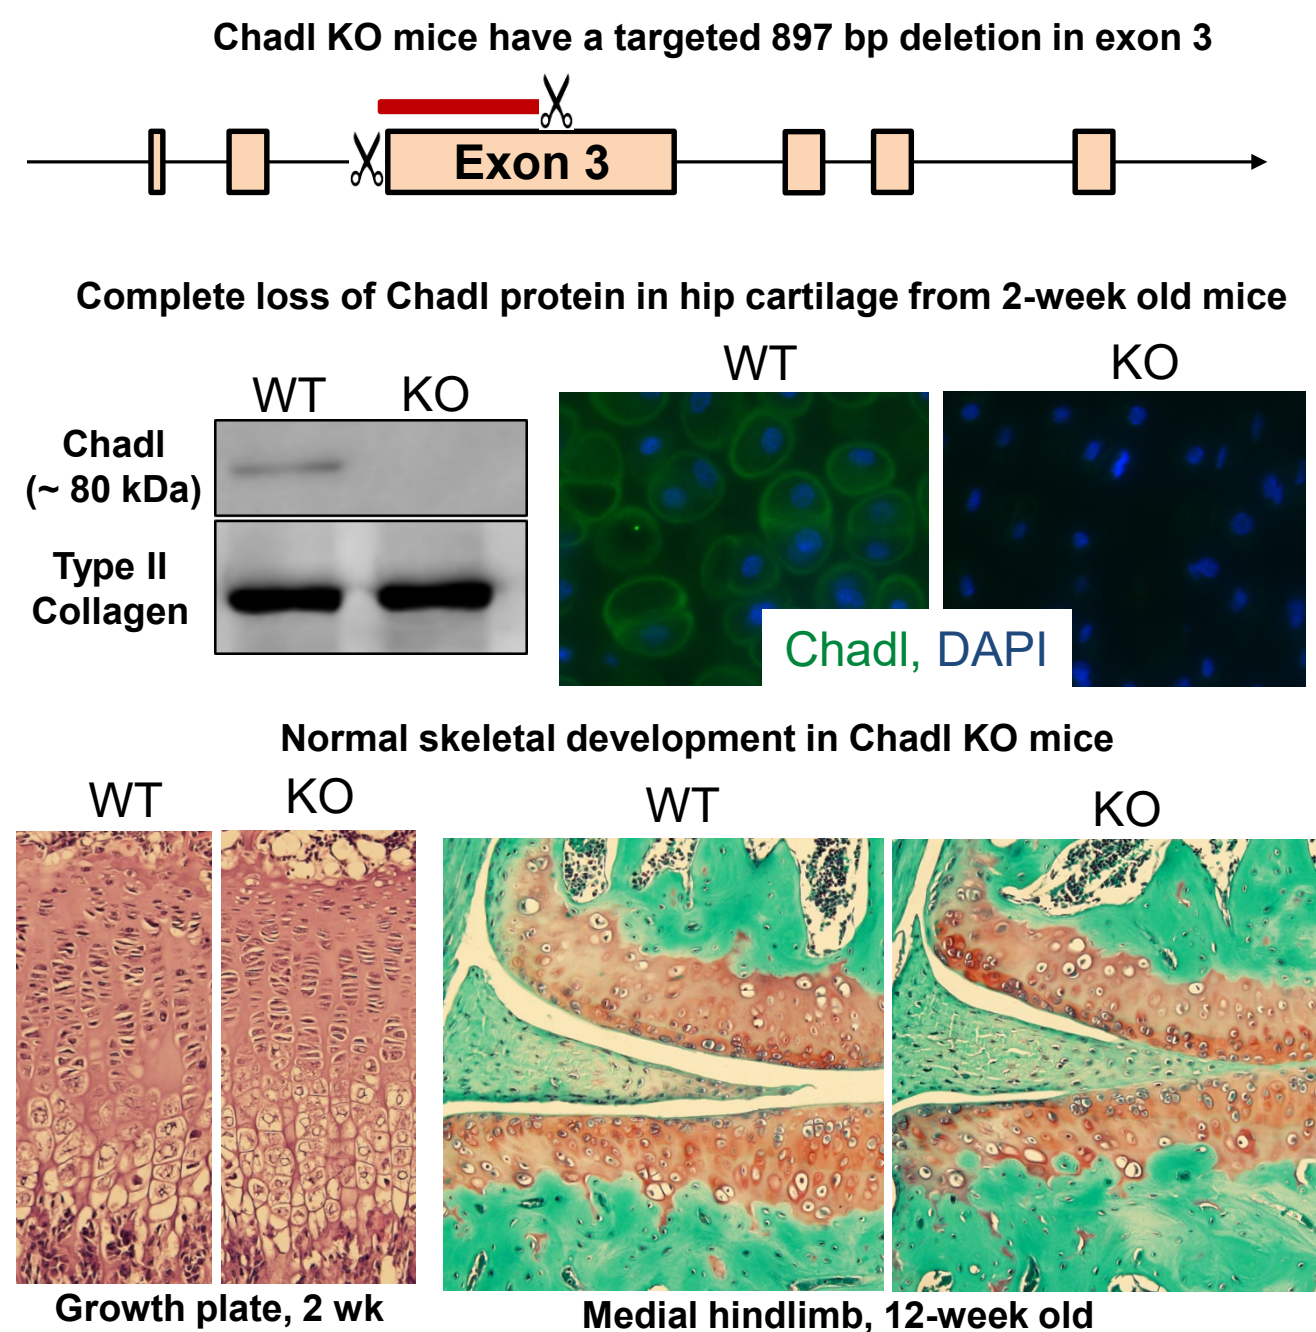 Chadl KO mice have a targeted 897 bp deletion in exon 3
Exon 3
Complete loss of Chadl protein in hip cartilage from 2-week old mice
WT KO
WT
KO
Chadl
(~ 80 kDa)
Type II
Collagen
Chadl, DAPI
Normal skeletal development in Chadl KO mice
WT
KO
WT
KO
Growth plate, 2 wk
Medial hindlimb, 12-week old